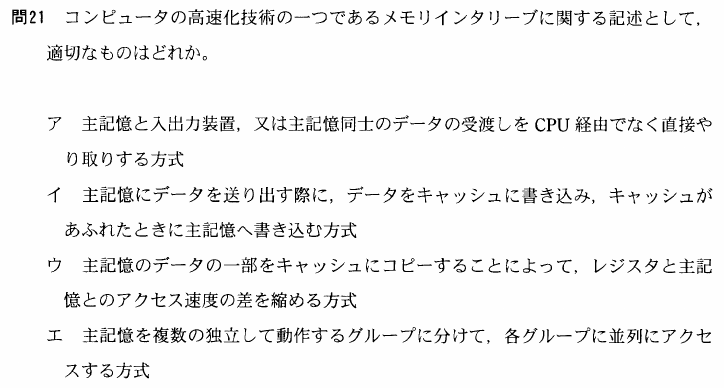 問21 コンピュータの高速化技術の一つであるメモリインタリーブに関する記述として，
適切なものはどれか。
ア 主記憶と入出力装置，又は主記憶同士のデータの受渡しを CPU 経由でなく直接や
り取りする方式
イ 主記憶にデータを送り出す際に，データをキャッシュに書き込み，キャッシュが
あふれたときに主記憶へ書き込む方式
ウ 主記憶のデータの一部をキャッシュにコピーすることによって，レジスタと主記
憶とのアクセス速度の差を縮める方式
エ 主記憶を複数の独立して動作するグループに分けて，各グループに並列にアクセ
スする方式